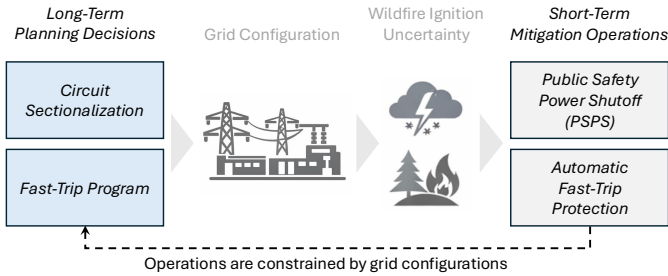 Long-Term
Planning Decisions
Grid Configuration
Wildfire Ignition
Uncertainty
Short-Term
Mitigation Operations
Circuit
Sectionalization
Fast-Trip Program
Public Safety
Power Shutoff
(PSPS)
Automatic
Fast-Trip
Protection
Operations are constrained by grid configurations